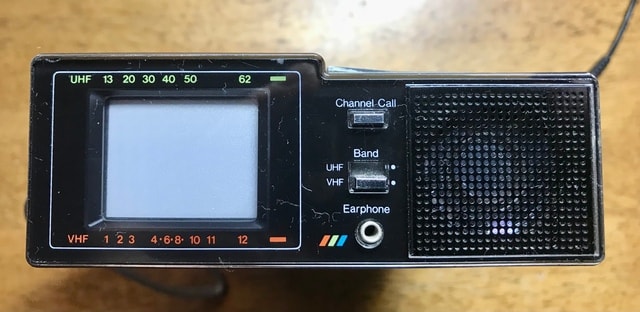 UHF 13 20 30 40 50 62
Channel Call
Band
UHF
VHF
Earphone
VHF 1 2 3 4·6·8· 10 11 12